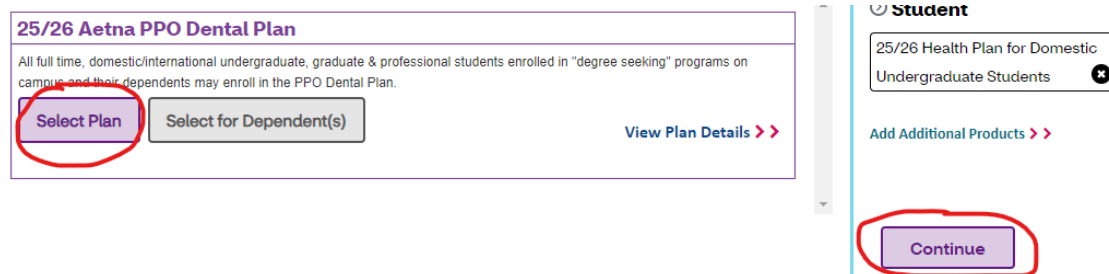 25/26 Aetna PPO Dental Plan
All full time, domestic/international undergraduate, graduate & professional students enrolled in "degree seeking" programs on
campus and their dependents may enroll in the PPO Dental Plan.
Select Plan
Select for Dependent(s)
View Plan Details >>
Student
25/26 Health Plan for Domestic
Undergraduate Students
Add Additional Products >>
Continue